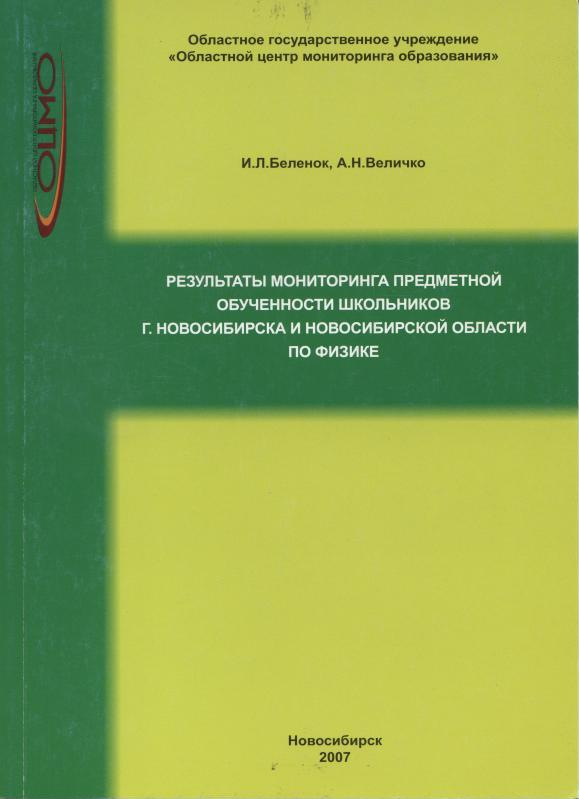 Областное государственное учреждение
«Областной центр мониторинга образования»
ОЦМО
И.Л.Беленок, А.Н.Величко
РЕЗУЛЬТАТЫ МОНИТОРИНГА ПРЕДМЕТНОЙ
ОБУЧЕННОСТИ ШКОЛЬНИКОВ
Г. НОВОСИБИРСКА И НОВОСИБИРСКОЙ ОБЛАСТИ
ПО ФИЗИКЕ
Новосибирск
2007